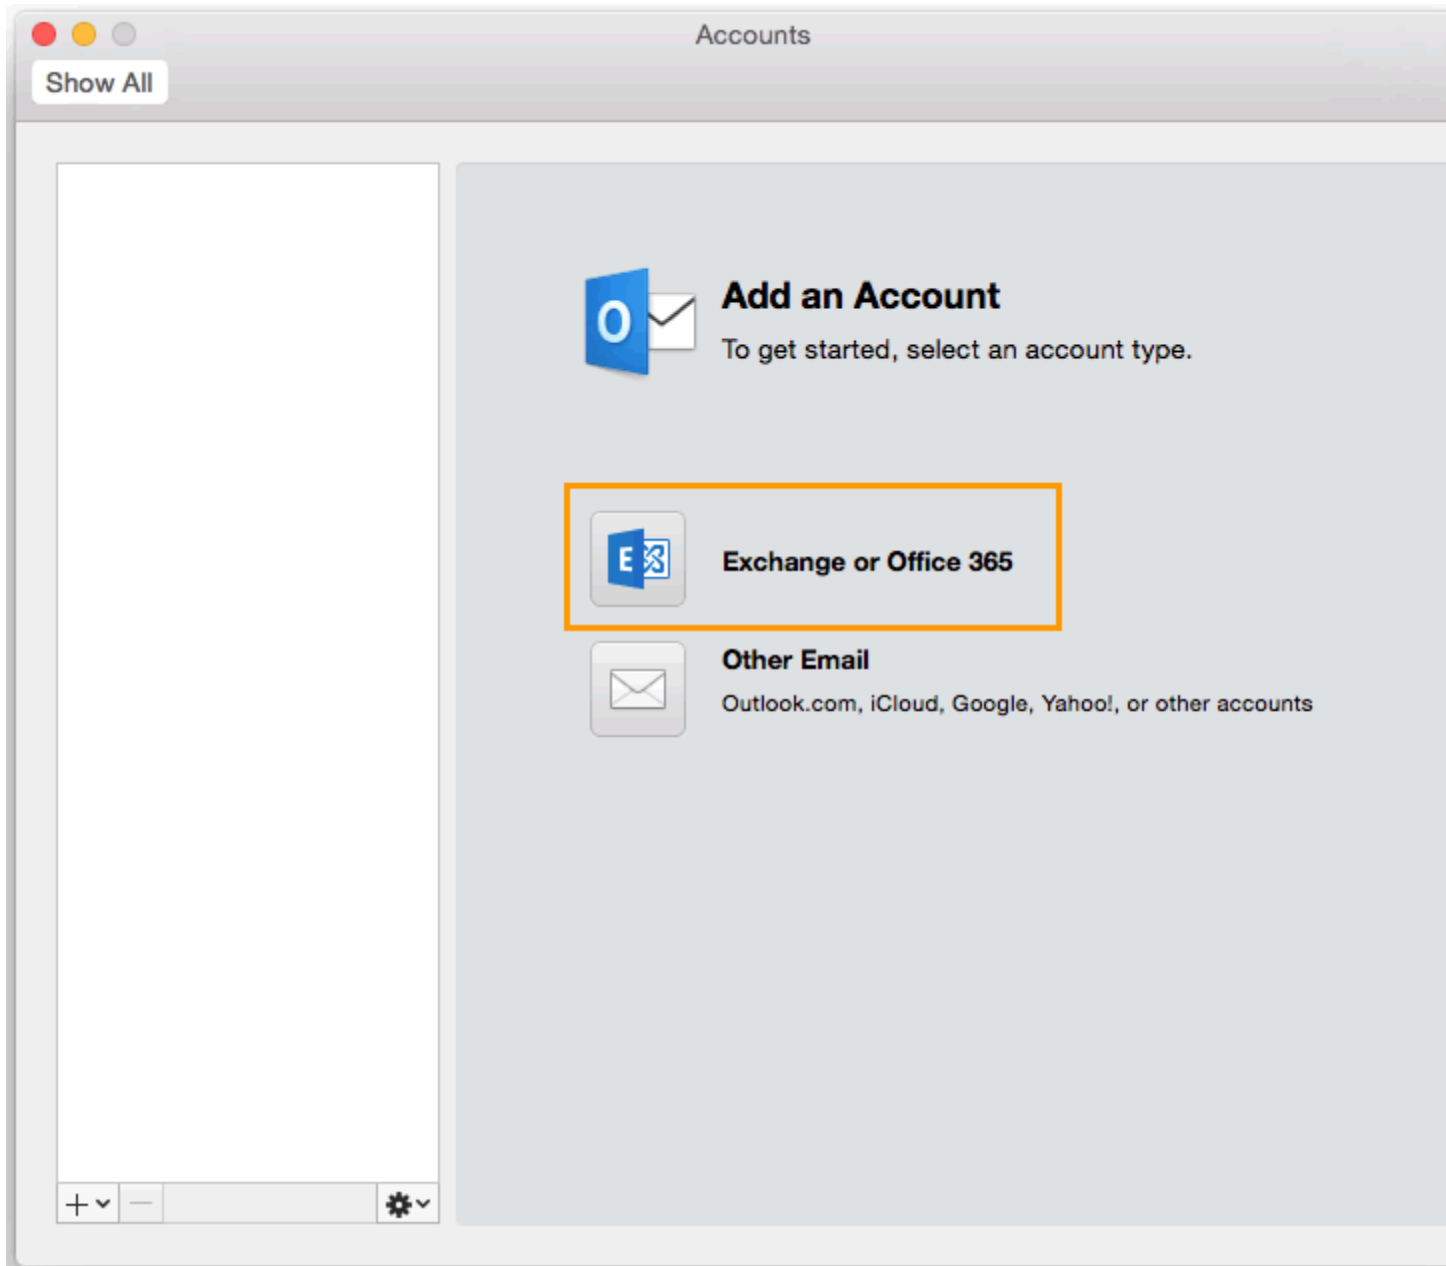 Accounts
Show All
Add an Account
To get started, select an account type.
Exchange or Office 365
Other Email
Outlook.com, iCloud, Google, Yahoo!, or other accounts